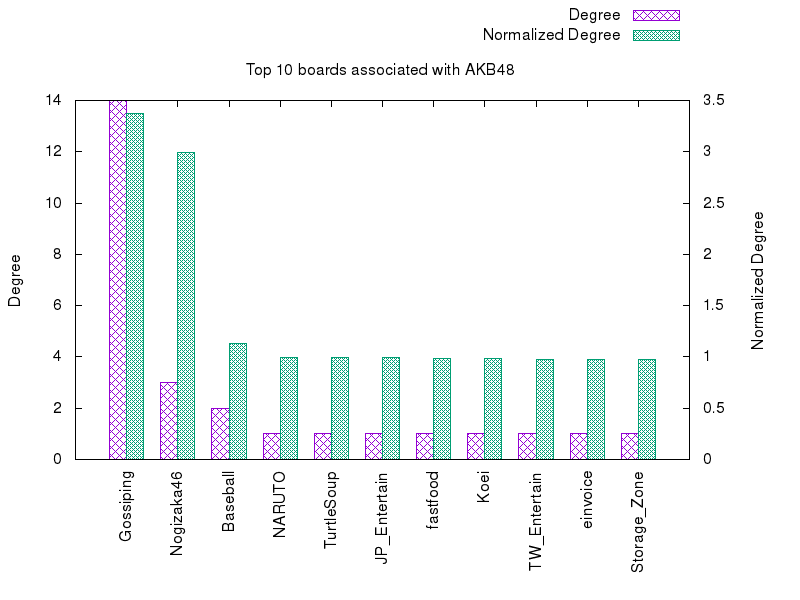 Degree
Normalized Degree
Top 10 boards associated with AKB48
14
12
10
8
6
4
2
0
Degree
3.5
3
2.5
2
1.5
1
0.5
0
Normalized Degree
Gossiping
Nogizaka46
Baseball
NARUTO
TurtleSoup
JP_Entertain
fastfood
Koei
TW_Entertain
einvoice
Storage_Zone